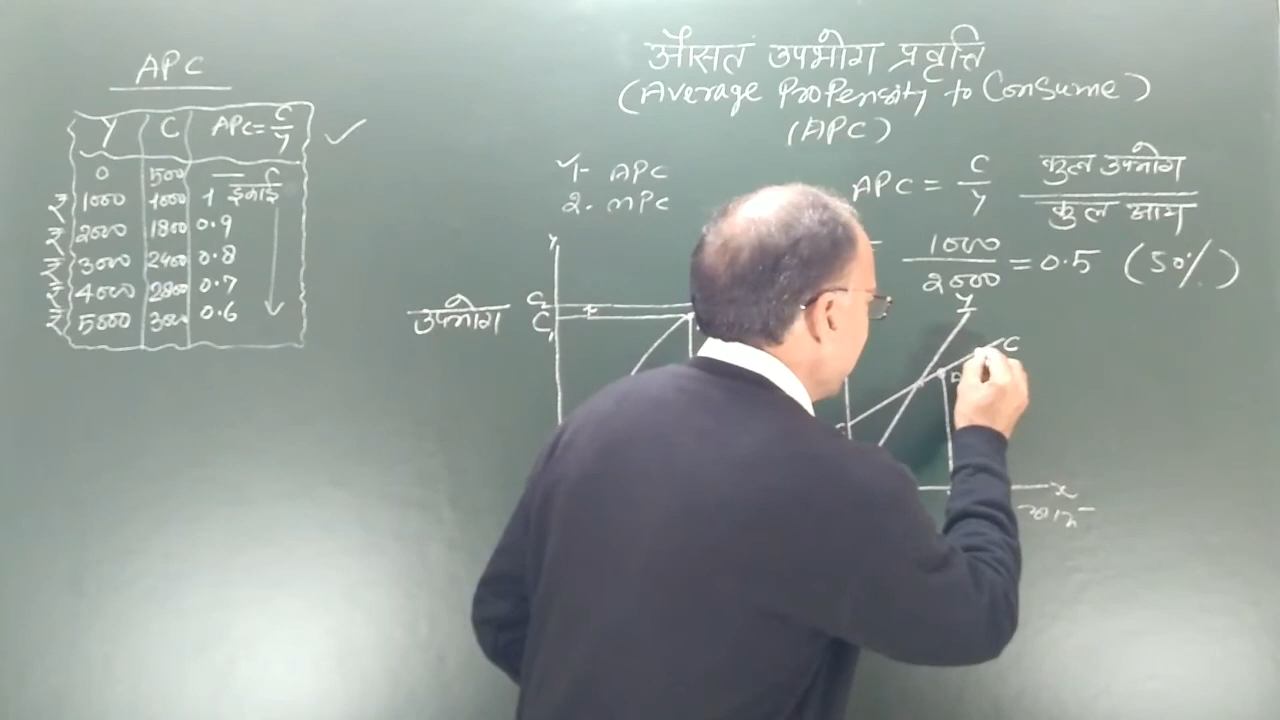 औसत उपभोग प्रवृत्ति
(Average Propensity to Consume)
(APC)
APC
Y C APC = C/Y
0 500 —
₹ 1000 1000 1 इकाई
₹ 2000 1800 0.9
₹ 3000 2400 0.8
₹ 4000 2800 0.7
₹ 5000 3000 0.6
1- APC
2. MPC
APC = C/Y कुल उपभोग / कुल आय
1000/2000 = 0.5 (50%)
Y
उपभोग C2
C1
Y
C
X
आय